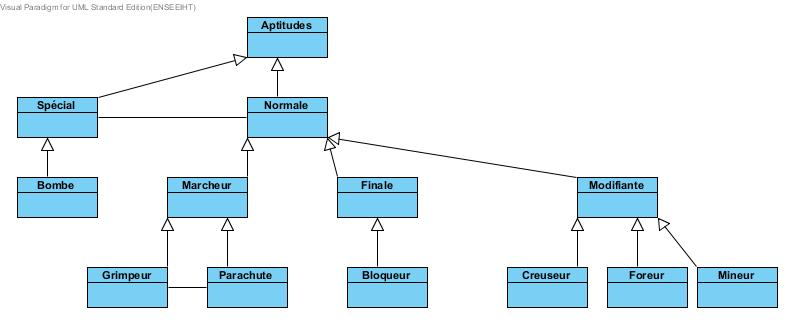 Visual Paradigm for UML Standard Edition(ENSEEIHT)
Aptitudes
Spécial
Normale
Bombe
Marcheur
Finale
Modifiante
Grimpeur
Parachute
Bloqueur
Creuseur
Foreur
Mineur